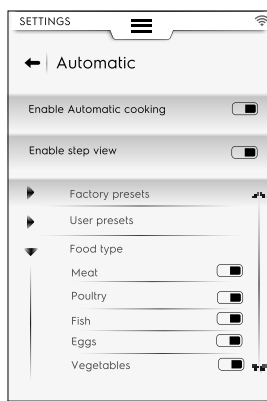 SETTINGS
Automatic
Enable Automatic cooking
Enable step view
Factory presets
User presets
Food type
Meat
Poultry
Fish
Eggs
Vegetables